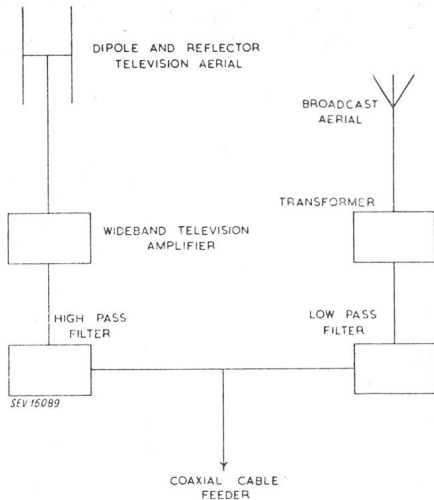 DIPOLE AND REFLECTOR
TELEVISION AERIAL
BROADCAST
AERIAL
TRANSFORMER
WIDEBAND TELEVISION
AMPLIFIER
HIGH PASS
FILTER
LOW PASS
FILTER
SEV 16089
COAXIAL CABLE
FEEDER